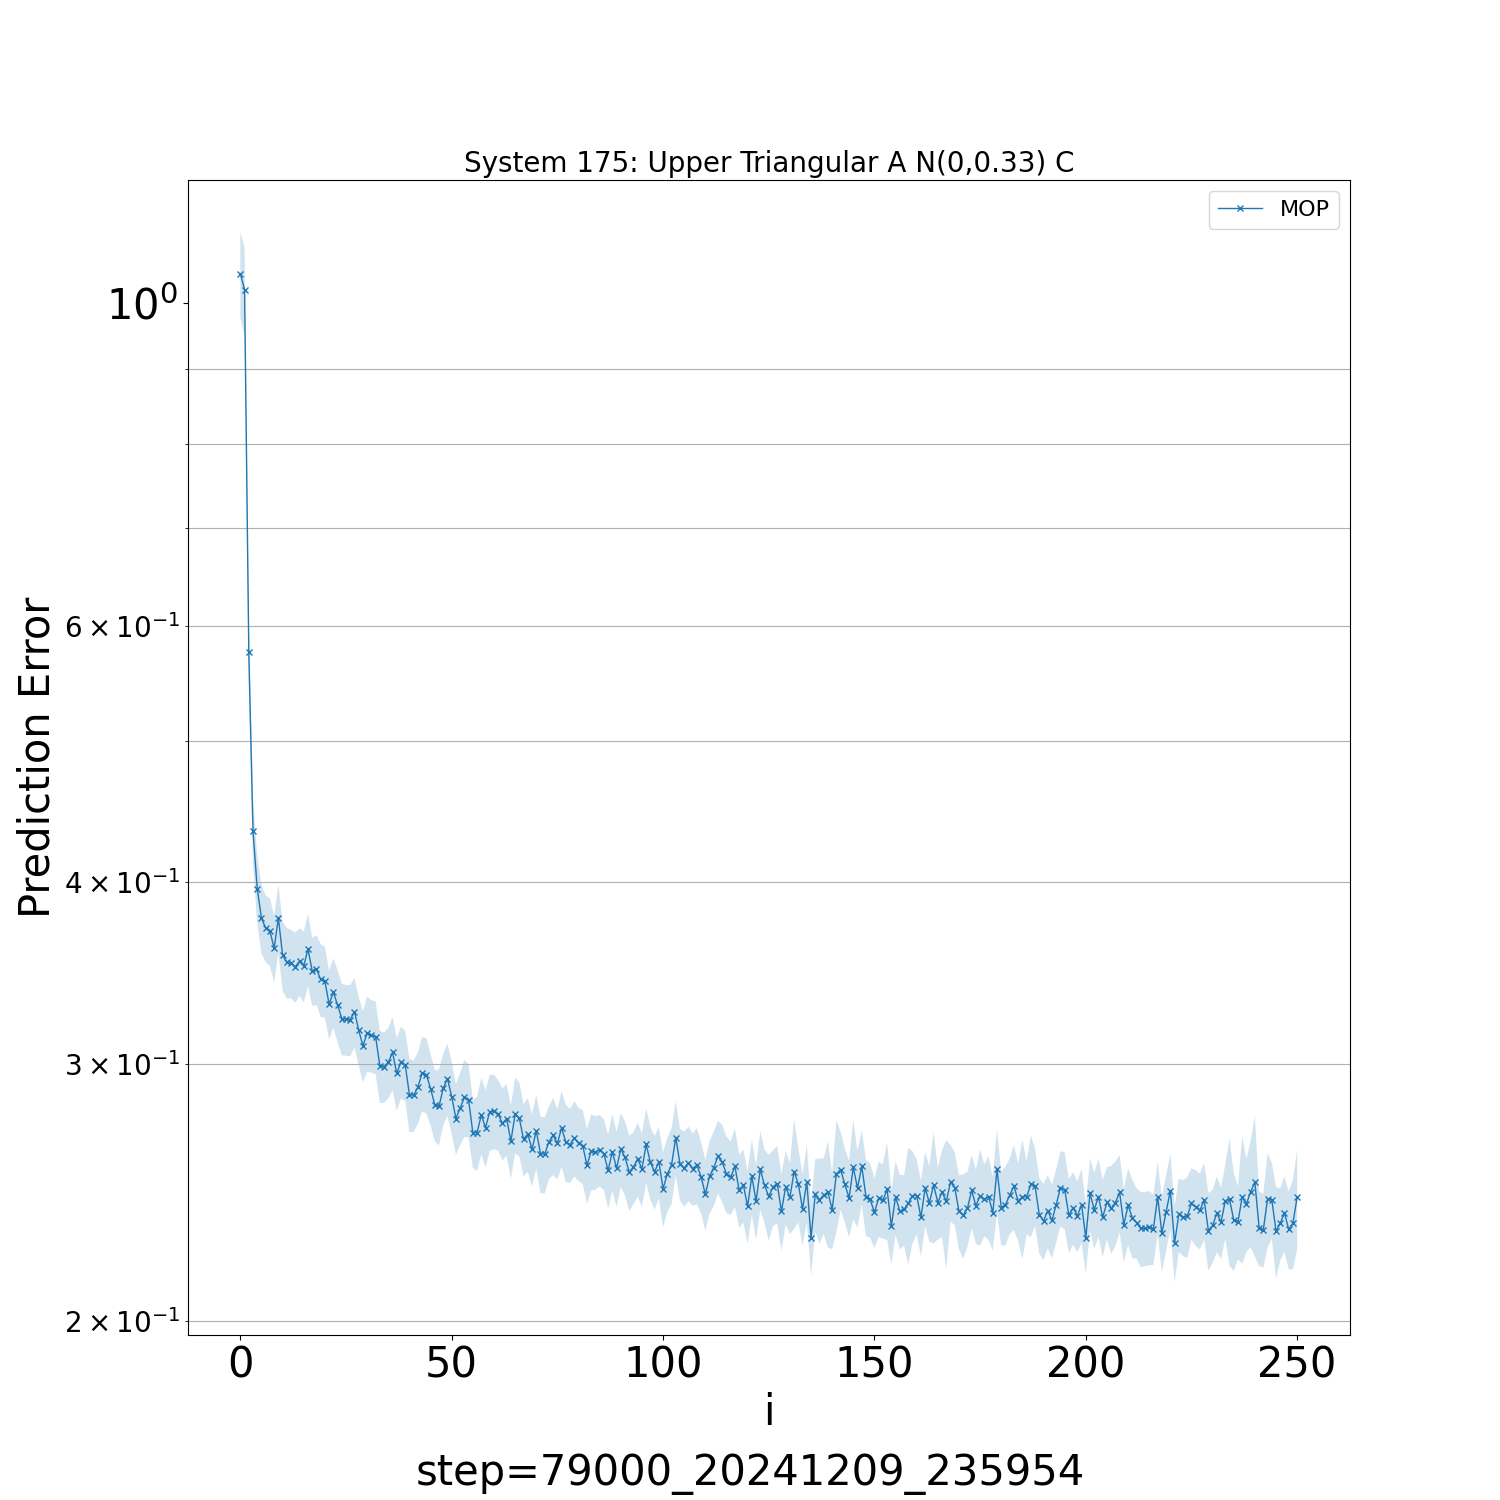 System 175: Upper Triangular A N(0,0.33) C
MOP
10⁰
6 × 10⁻¹
4 × 10⁻¹
3 × 10⁻¹
2 × 10⁻¹
Prediction Error
0 50 100 150 200 250
i
step=79000_20241209_235954